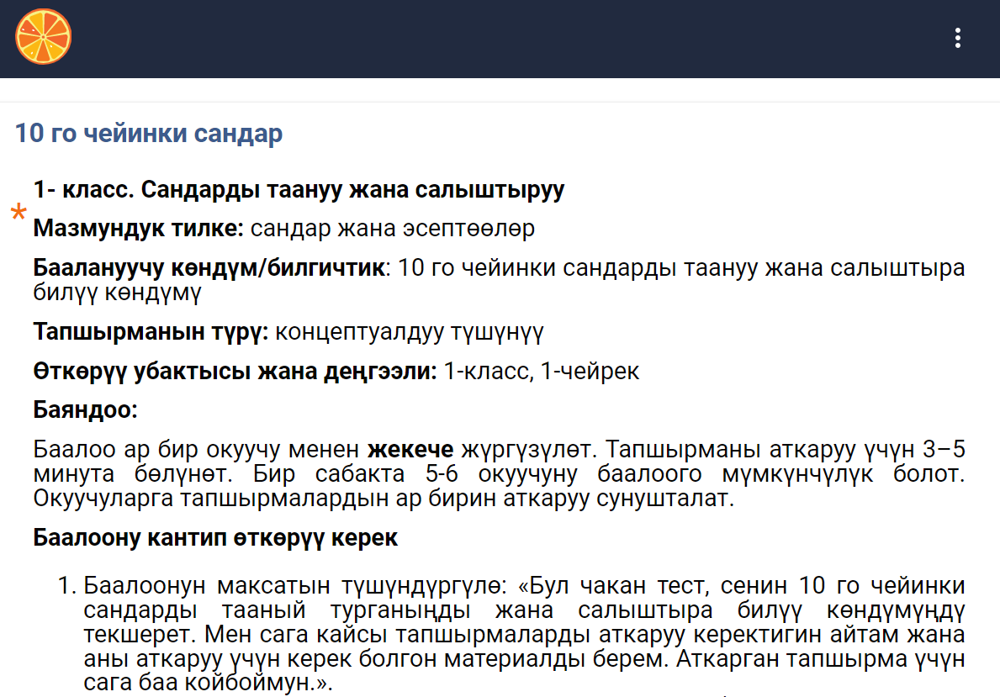 10 го чейинки сандар
1- класс. Сандарды таануу жана салыштыруу
*
Мазмундук тилке: сандар жана эсептөөлөр
Баалануучу көндүм/билгичтик: 10 го чейинки сандарды таануу жана салыштыра
билүү көндүмү
Тапшырманын түрү: концептуалдуу түшүнүү
Өткөрүү убактысы жана деңгээли: 1-класс, 1-чейрек
Баяндоо:
Баалоо ар бир окуучу менен жекече жүргүзүлөт. Тапшырманы аткаруу үчүн 3–5
минута бөлүнөт. Бир сабакта 5-6 окуучуну баалоого мүмкүнчүлүк болот.
Окуучуларга тапшырмалардын ар бирин аткаруу сунушталат.
Баалоону кантип өткөрүү керек
1. Баалоонун максатын түшүндүргүлө: «Бул чакан тест, сенин 10 го чейинки
сандарды тааный турганыңды жана салыштыра билүү көндүмүңдү
текшерет. Мен сага кайсы тапшырмаларды аткаруу керектигин айтам жана
аны аткаруу үчүн керек болгон материалды берем. Аткарган тапшырма үчүн
сага баа койбоймун.».